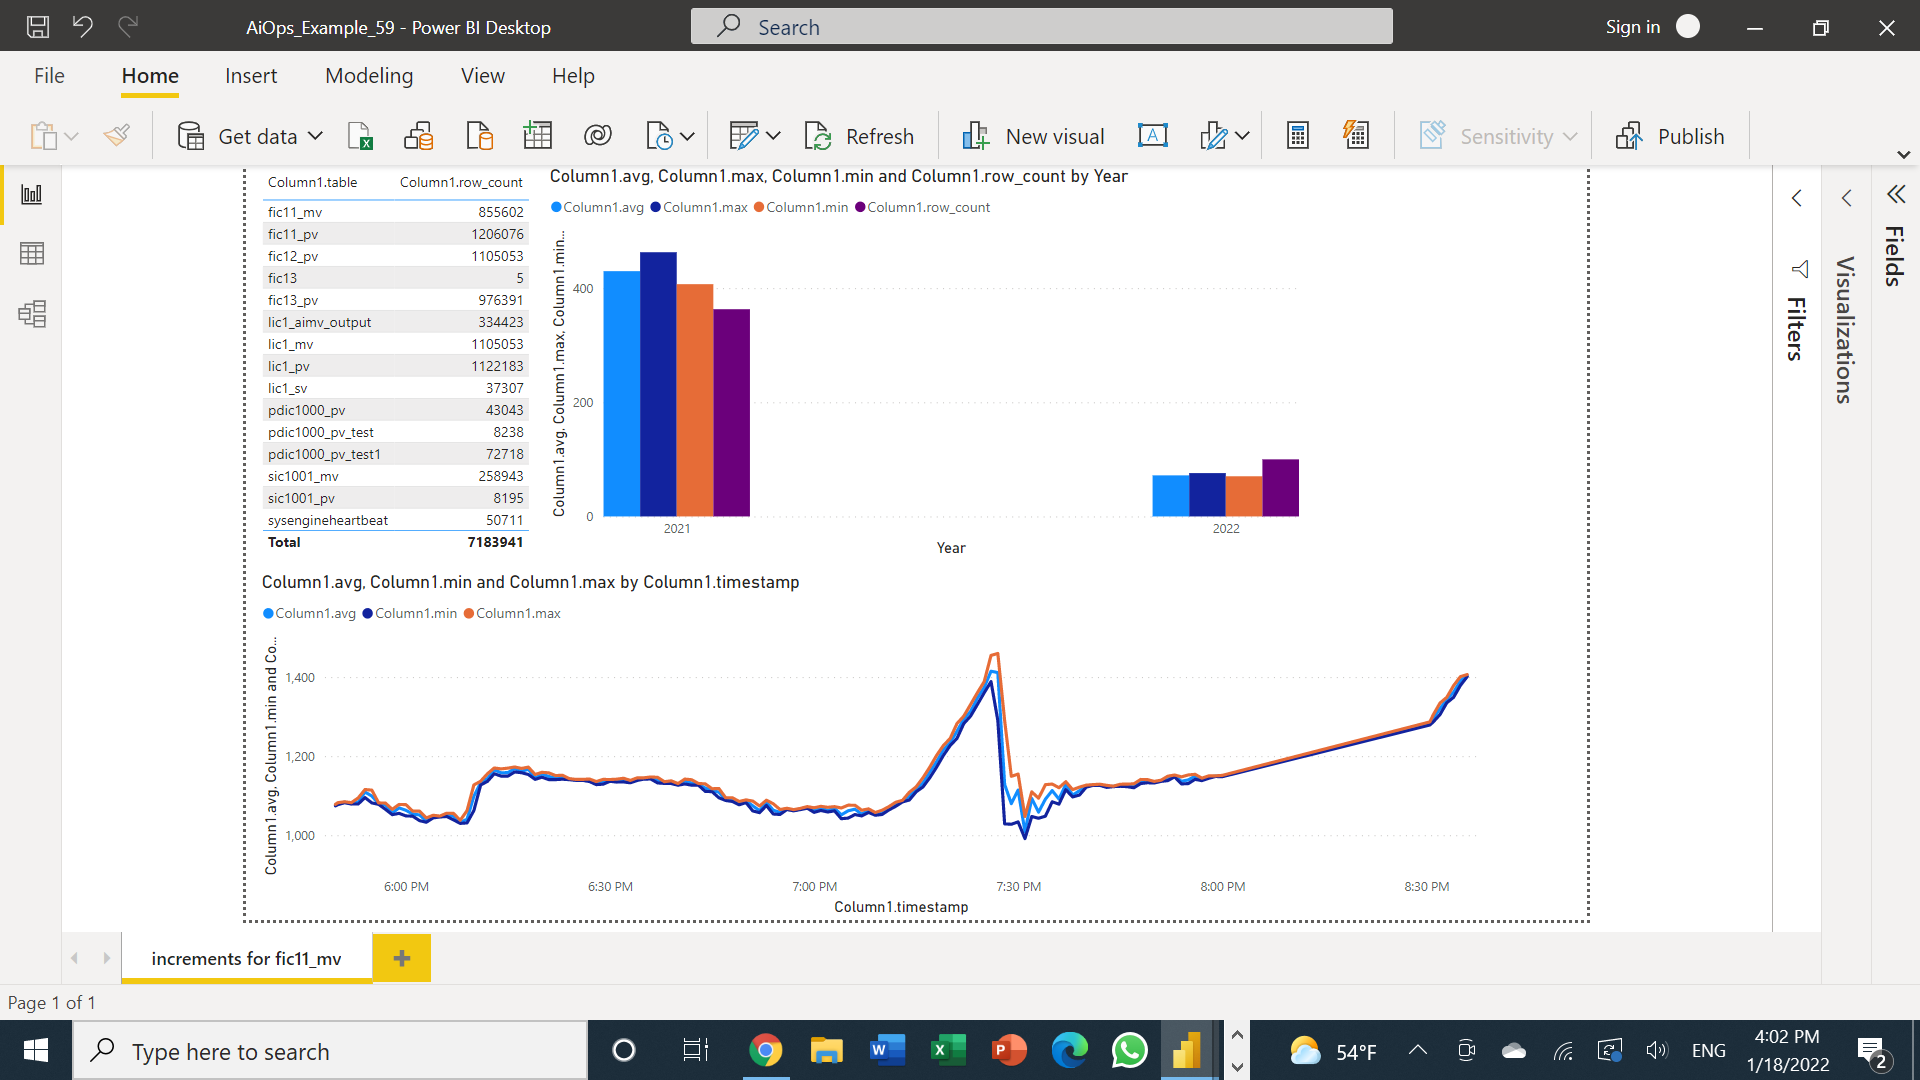 AiOps_Example_59 - Power BI Desktop
Search
Sign in
File Home Insert Modeling View Help
Get data
Refresh
New visual
A
Sensitivity
Publish
Column1.table Column1.row_count
fic11_mv 855602
fic11_pv 1206076
fic12_pv 1105053
fic13 5
fic13_pv 976391
lic1_aimv_output 334423
lic1_mv 1105053
lic1_pv 1122183
lic1_sv 37307
pdic1000_pv 43043
pdic1000_pv_test 8238
pdic1000_pv_test1 72718
sic1001_mv 258943
sic1001_pv 8195
sysengineheartbeat 50711
Total 7183941
Column1.avg, Column1.max, Column1.min and Column1.row_count by Year
Column1.avg Column1.max Column1.min Column1.row_count
Column1.avg, Column1.max, Column1.min...
400
200
0
2021 2022
Year
Column1.avg, Column1.min and Column1.max by Column1.timestamp
Column1.avg Column1.min Column1.max
Column1.avg, Column1.min and Co...
1,400
1,200
1,000
6:00 PM 6:30 PM 7:00 PM 7:30 PM 8:00 PM 8:30 PM
Column1.timestamp
Filters
Visualizations
Fields
increments for fic11_mv
Page 1 of 1
Type here to search
W
X
P
54°F
ENG
4:02 PM
1/18/2022
2